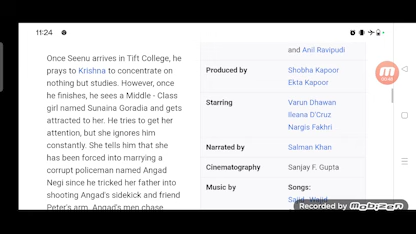 11:24
Once Seenu arrives in Tift College, he
prays to Krishna to concentrate on
nothing but studies. However, once
he finishes, he sees a Middle - Class
girl named Sunaina Goradia and gets
attracted to her. He tries to get her
attention, but she ignores him
constantly. She tells him that she
has been forced into marrying a
corrupt policeman named Angad
Negi since he tricked her father into
shooting Angad's sidekick and friend
Peter's arm. Angad's men chase
and Anil Ravipudi
Produced by Shobha Kapoor
Ekta Kapoor
Starring Varun Dhawan
Ileana D'Cruz
Nargis Fakhri
Narrated by Salman Khan
Cinematography Sanjay F. Gupta
Music by Songs:
Sajid–Wajid
Recorded by Mobizen